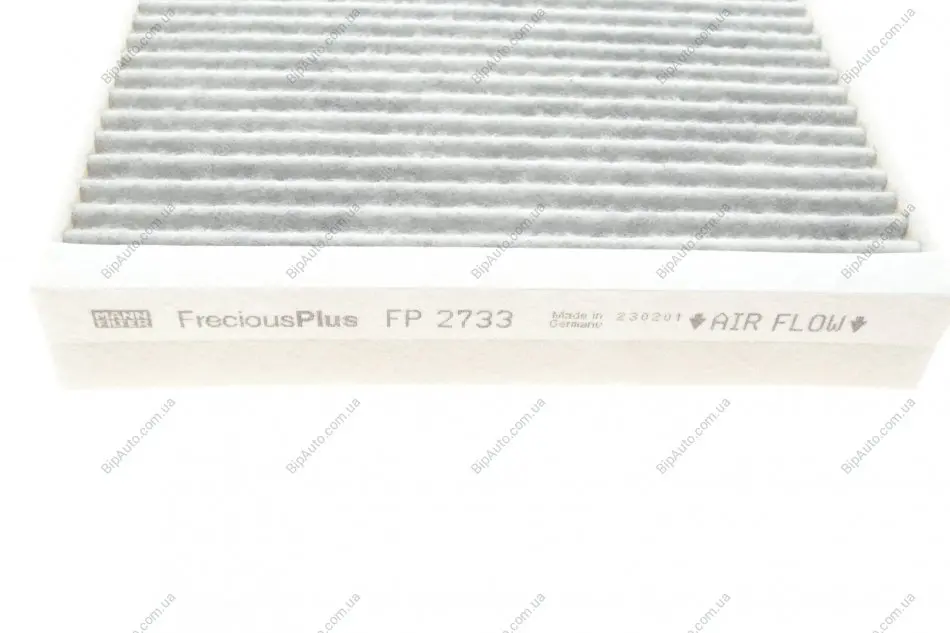 MANN
FILTER
FreciousPlus FP 2733
Made in
Germany
230201
AIR FLOW
BipAuto.com.ua